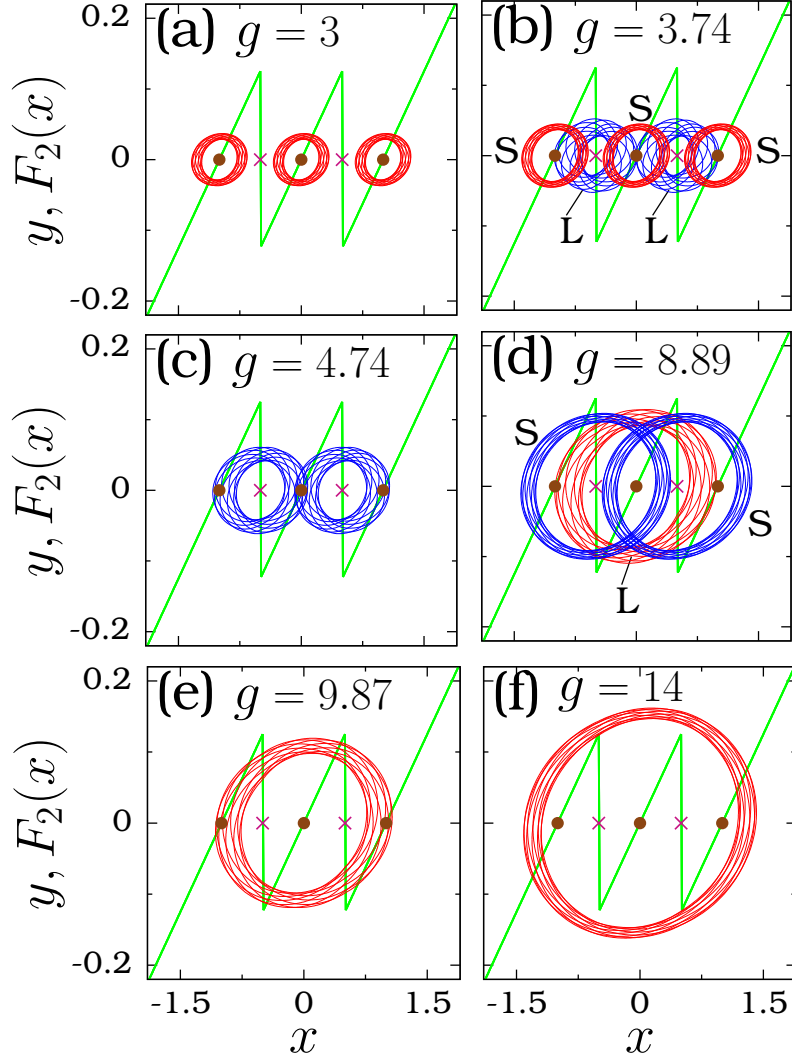 (a) g = 3
(b) g = 3.74
0.2
0
-0.2
y, F₂(x)
S
S
S
L
L
(c) g = 4.74
(d) g = 8.89
0.2
0
-0.2
y, F₂(x)
S
S
L
(e) g = 9.87
(f) g = 14
0.2
0
-0.2
y, F₂(x)
-1.5 0 1.5
-1.5 0 1.5
x
x